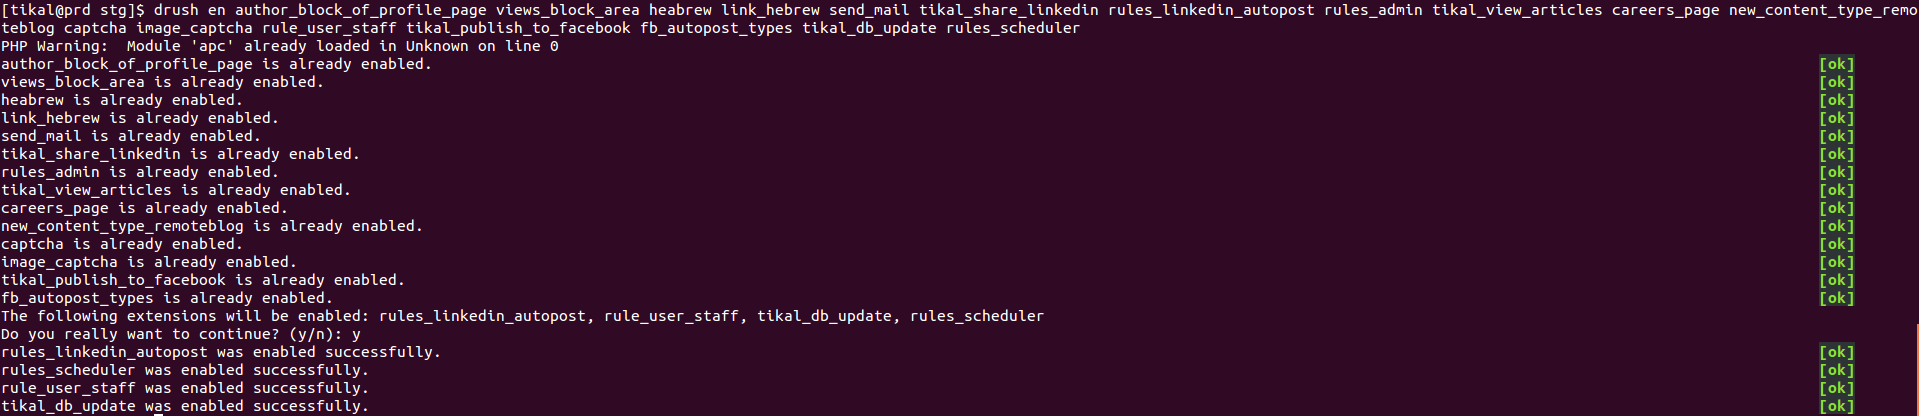 [tikal@prd stg]$ drush en author_block_of_profile_page views_block_area heabrew link_hebrew send_mail tikal_share_linkedin rules_linkedin_autopost rules_admin tikal_view_articles careers_page new_content_type_remo
teblog captcha image_captcha rule_user_staff tikal_publish_to_facebook fb_autopost_types tikal_db_update rules_scheduler
PHP Warning:  Module 'apc' already loaded in Unknown on line 0
author_block_of_profile_page is already enabled. [ok]
views_block_area is already enabled. [ok]
heabrew is already enabled. [ok]
link_hebrew is already enabled. [ok]
send_mail is already enabled. [ok]
tikal_share_linkedin is already enabled. [ok]
rules_admin is already enabled. [ok]
tikal_view_articles is already enabled. [ok]
careers_page is already enabled. [ok]
new_content_type_remoteblog is already enabled. [ok]
captcha is already enabled. [ok]
image_captcha is already enabled. [ok]
tikal_publish_to_facebook is already enabled. [ok]
fb_autopost_types is already enabled. [ok]
The following extensions will be enabled: rules_linkedin_autopost, rule_user_staff, tikal_db_update, rules_scheduler
Do you really want to continue? (y/n): y
rules_linkedin_autopost was enabled successfully. [ok]
rules_scheduler was enabled successfully. [ok]
rule_user_staff was enabled successfully. [ok]
tikal_db_update was enabled successfully. [ok]